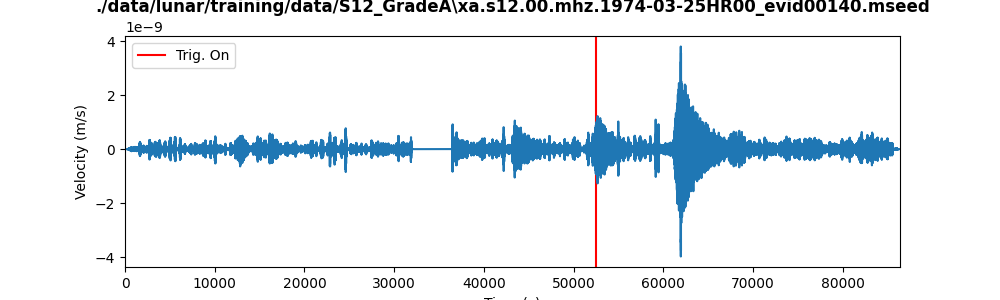 ./data/lunar/training/data/S12_GradeA\xa.s12.00.mhz.1974-03-25HR00_evid00140.mseed
1e−9
Trig. On
4
2
0
−2
−4
Velocity (m/s)
0 10000 20000 30000 40000 50000 60000 70000 80000
Time (s)